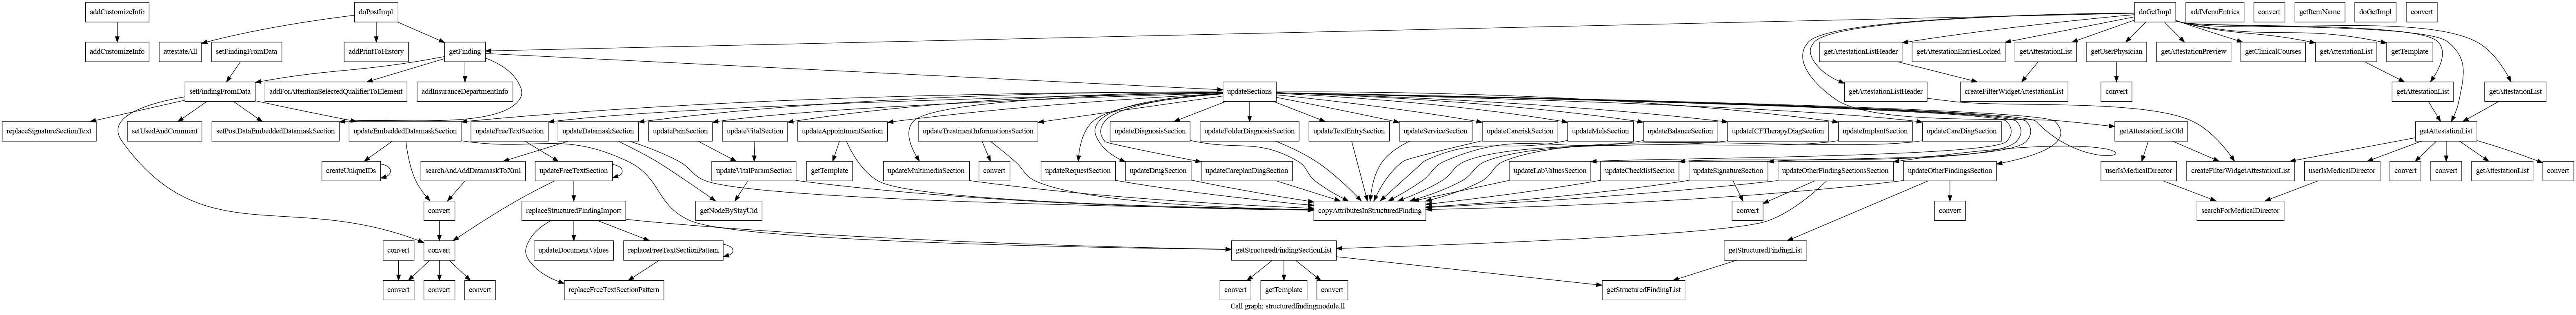 addCustomizeInfo
doPostImpl
doGetImpl
addMenuEntries
convert
getItemName
doGetImpl
convert
addCustomizeInfo
attestateAll
setFindingFromData
addPrintToHistory
getFinding
getAttestationListHeader
getAttestationEntriesLocked
getAttestationList
getUserPhysician
getAttestationPreview
getClinicalCourses
getAttestationList
getTemplate
setFindingFromData
addForAttentionSelectedQualifierToElement
addInsuranceDepartmentInfo
updateSections
getAttestationListHeader
createFilterWidgetAttestationList
convert
getAttestationList
getAttestationList
replaceSignatureSectionText
setUsedAndComment
setPostDataEmbeddedDatamaskSection
updateEmbeddedDatamaskSection
updateFreeTextSection
updateDatamaskSection
updatePainSection
updateVitalSection
updateAppointmentSection
updateTreatmentInformationsSection
updateDiagnosisSection
updateFolderDiagnosisSection
updateTextEntrySection
updateServiceSection
updateCareriskSection
updateMelsSection
updateBalanceSection
updateICFTherapyDiagSection
updateImplantSection
updateCareDiagSection
getAttestationListOld
getAttestationList
createUniqueIDs
searchAndAddDatamaskToXml
updateFreeTextSection
updateVitalParamSection
getTemplate
updateMultimediaSection
convert
updateRequestSection
updateDrugSection
updateCareplanDiagSection
updateLabValuesSection
updateChecklistSection
updateSignatureSection
updateOtherFindingSectionsSection
updateOtherFindingsSection
userIsMedicalDirector
createFilterWidgetAttestationList
userIsMedicalDirector
convert
convert
getAttestationList
convert
convert
replaceStructuredFindingImport
getNodeByStayUid
copyAttributesInStructuredFinding
convert
convert
searchForMedicalDirector
convert
convert
updateDocumentValues
replaceFreeTextSectionPattern
getStructuredFindingSectionList
getStructuredFindingList
convert
convert
convert
replaceFreeTextSectionPattern
convert
getTemplate
convert
getStructuredFindingList
Call graph: structuredfindingmodule.ll